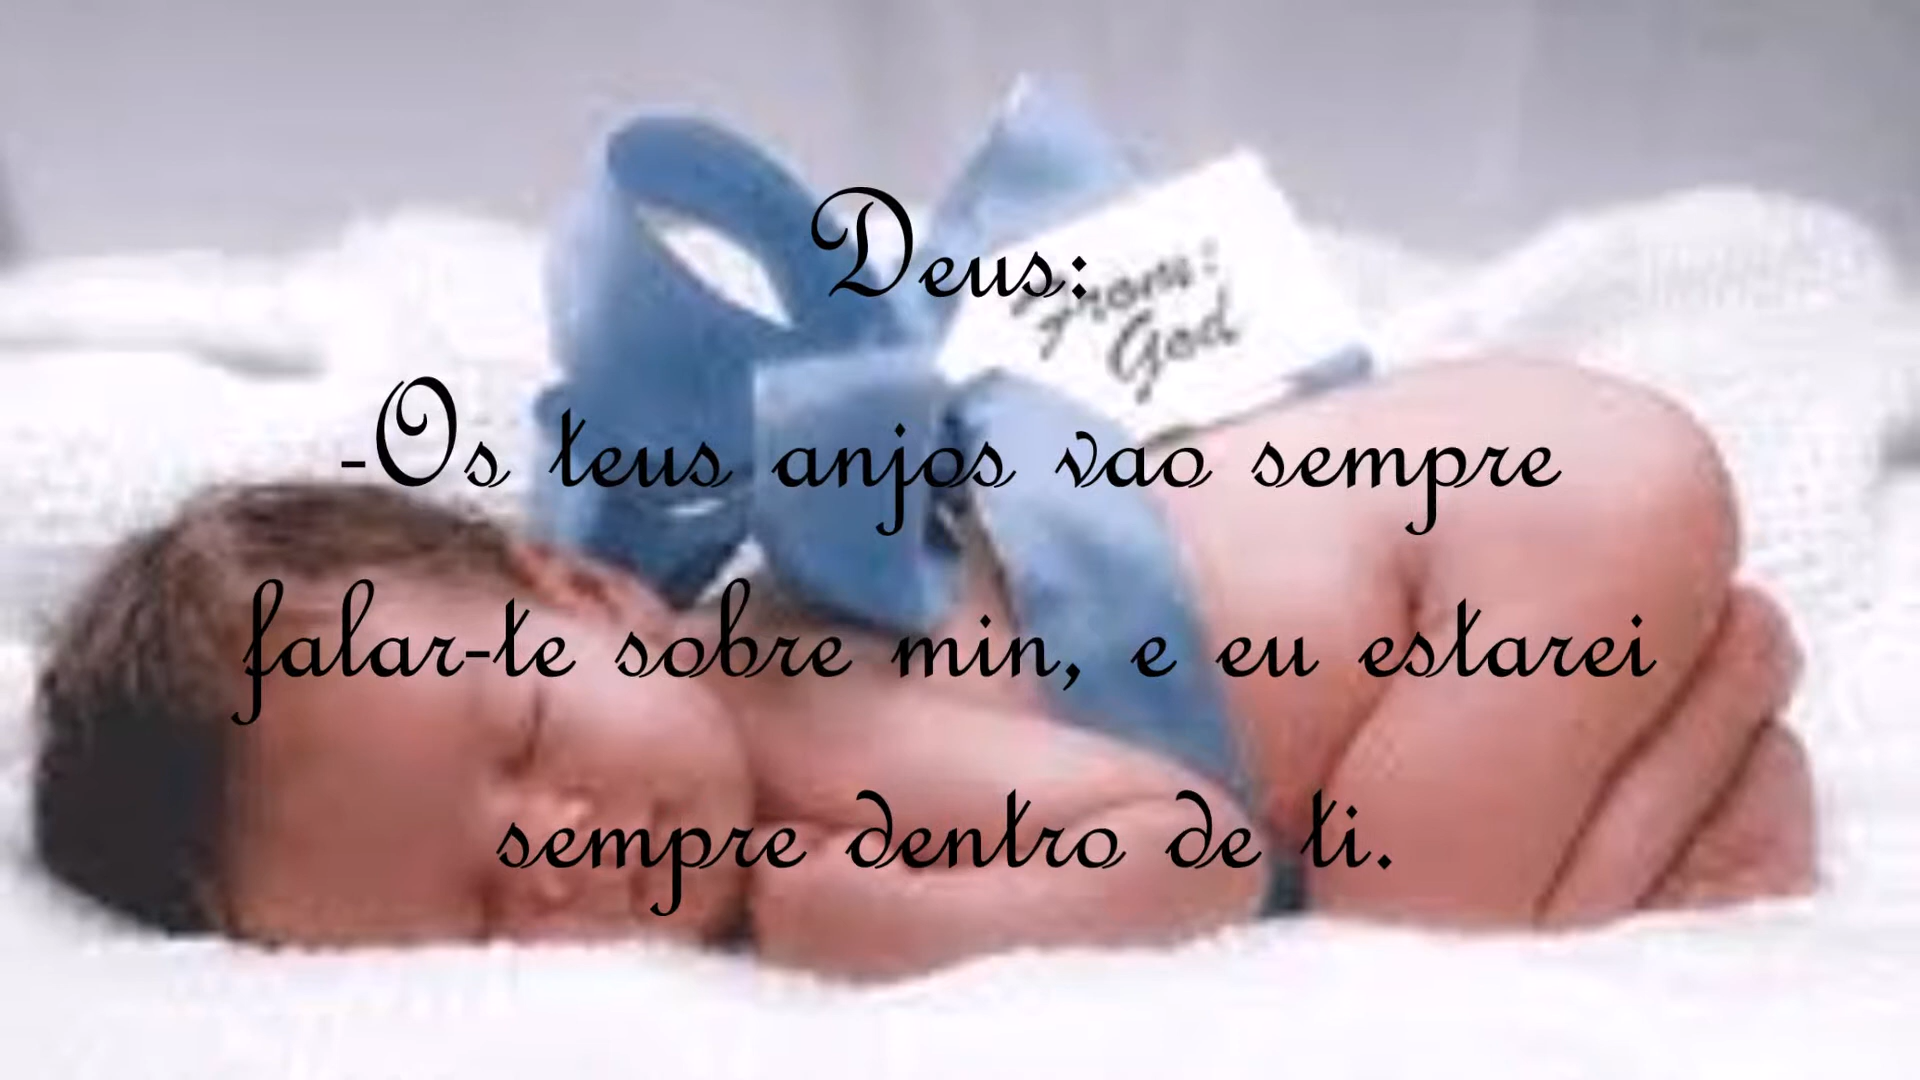 Deus:
from:
God
-Os teus anjos vao sempre
falar-te sobre min, e eu estarei
sempre dentro de ti.